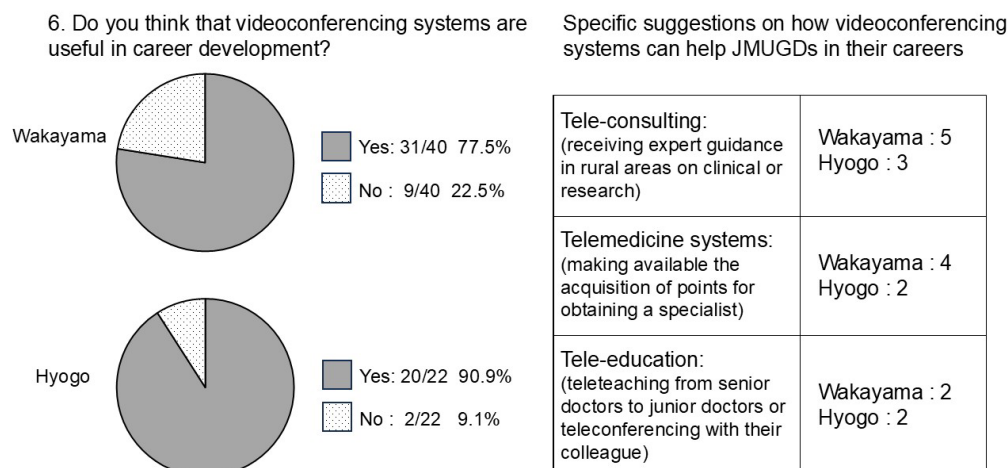 6. Do you think that videoconferencing systems are
useful in career development?
Wakayama
Yes: 31/40 77.5%
No : 9/40 22.5%
Hyogo
Yes: 20/22 90.9%
No : 2/22 9.1%
Specific suggestions on how videoconferencing
systems can help JMUGDs in their careers
Tele-consulting:
(receiving expert guidance
in rural areas on clinical or
research)
Wakayama : 5
Hyogo : 3
Telemedicine systems:
(making available the
acquisition of points for
obtaining a specialist)
Wakayama : 4
Hyogo : 2
Tele-education:
(teleteaching from senior
doctors to junior doctors or
teleconferencing with their
colleague)
Wakayama : 2
Hyogo : 2